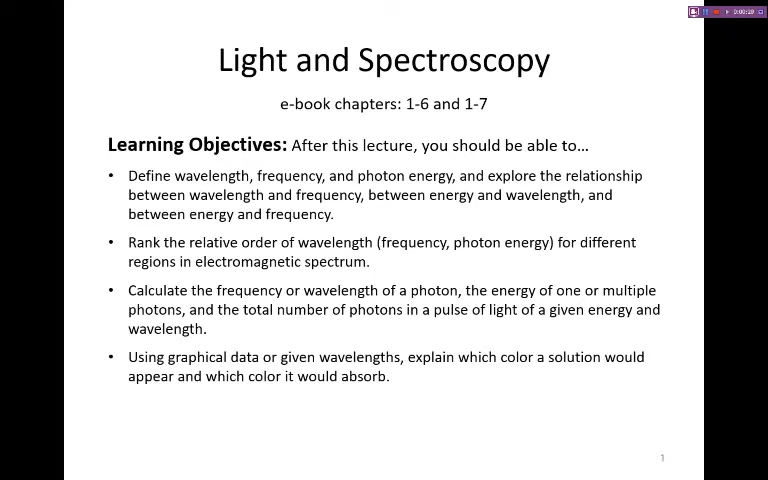 0:00:29
Light and Spectroscopy
e-book chapters: 1-6 and 1-7
Learning Objectives: After this lecture, you should be able to…
• Define wavelength, frequency, and photon energy, and explore the relationship
between wavelength and frequency, between energy and wavelength, and
between energy and frequency.
• Rank the relative order of wavelength (frequency, photon energy) for different
regions in electromagnetic spectrum.
• Calculate the frequency or wavelength of a photon, the energy of one or multiple
photons, and the total number of photons in a pulse of light of a given energy and
wavelength.
• Using graphical data or given wavelengths, explain which color a solution would
appear and which color it would absorb.
1